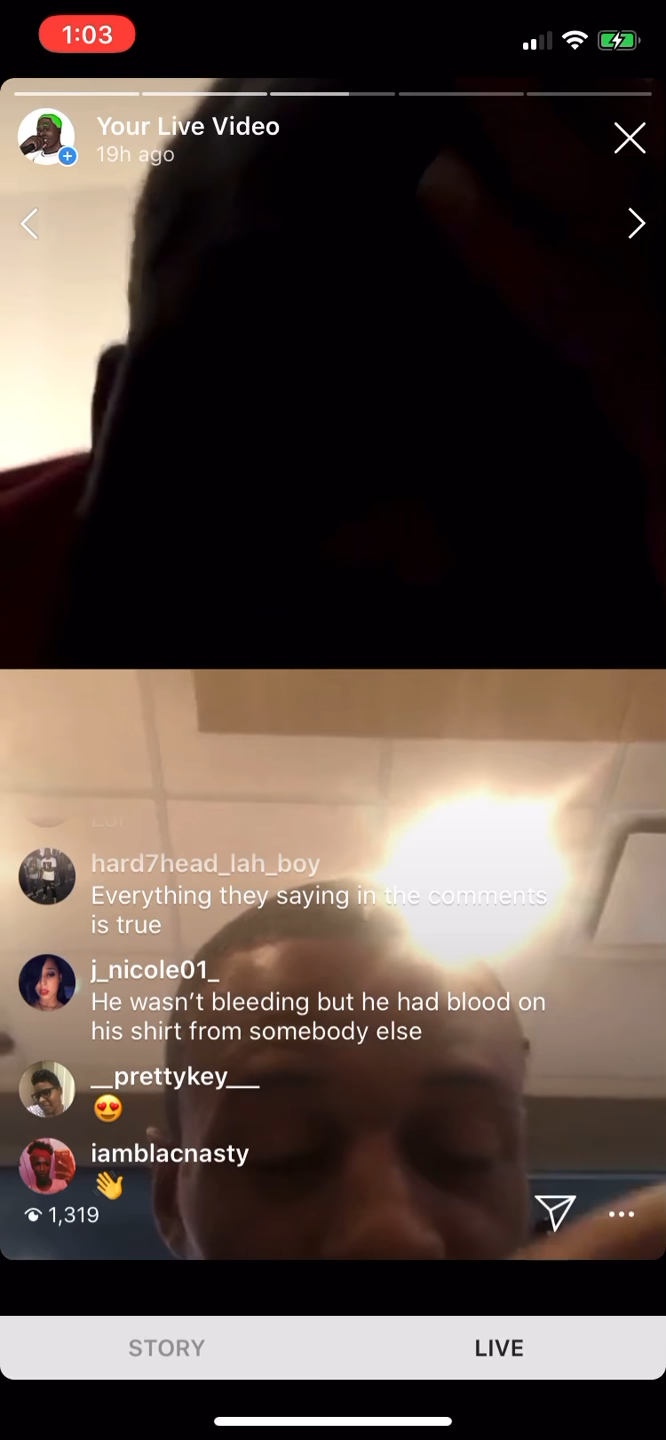 1:03
Your Live Video
19h ago
hard7head_lah_boy
Everything they saying in the comments
is true
j_nicole01_
He wasn’t bleeding but he had blood on
his shirt from somebody else
__prettykey___
😍
iamblacnasty
👋
1,319
STORY
LIVE